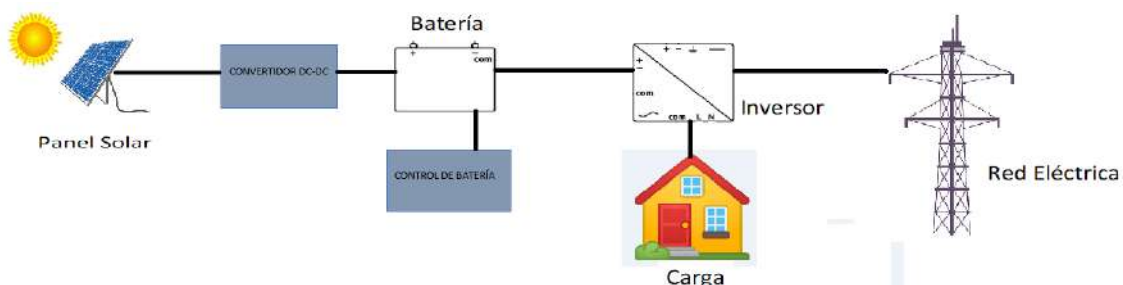 Batería
+ -
com
CONVERTIDOR DC-DC
+ -
+
-
com
com L N
Inversor
Panel Solar
CONTROL DE BATERÍA
Red Eléctrica
Carga